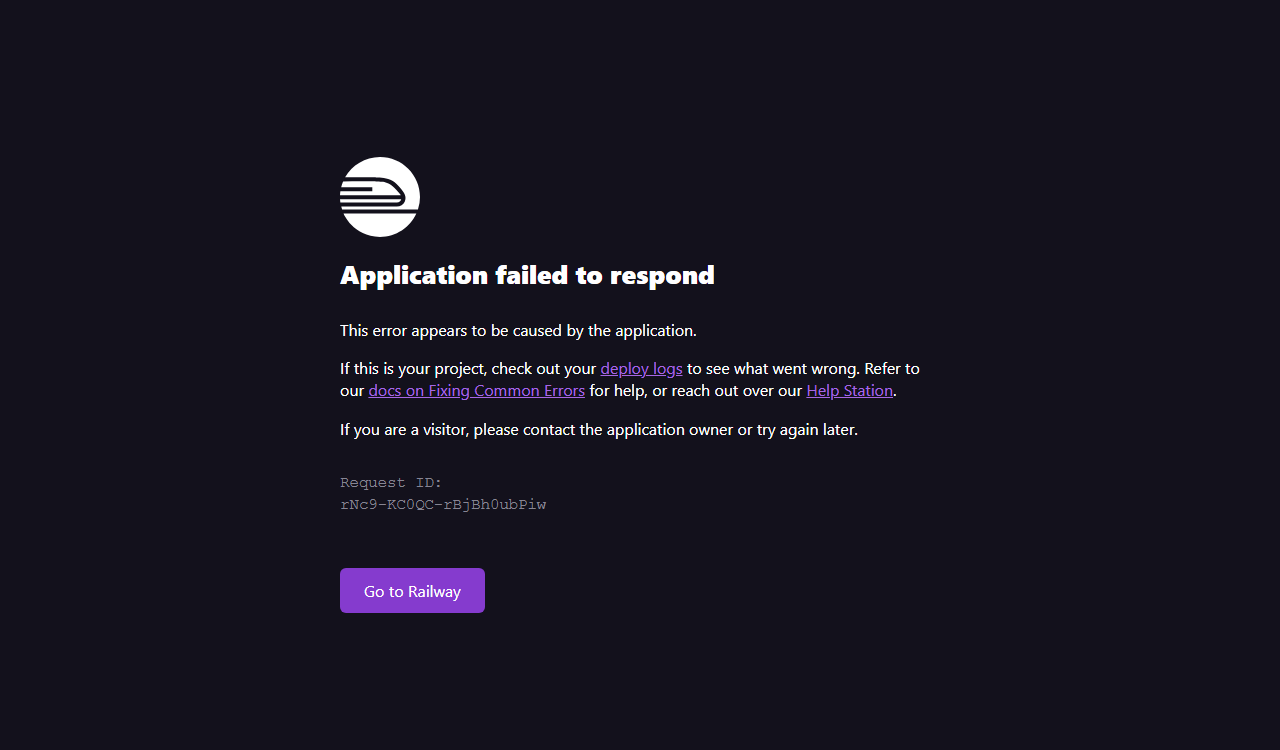 Application failed to respond
This error appears to be caused by the application.
If this is your project, check out your deploy logs to see what went wrong. Refer to
our docs on Fixing Common Errors for help, or reach out over our Help Station.
If you are a visitor, please contact the application owner or try again later.
Request ID:
rNc9-KC0QC-rBjBh0ubPiw
Go to Railway